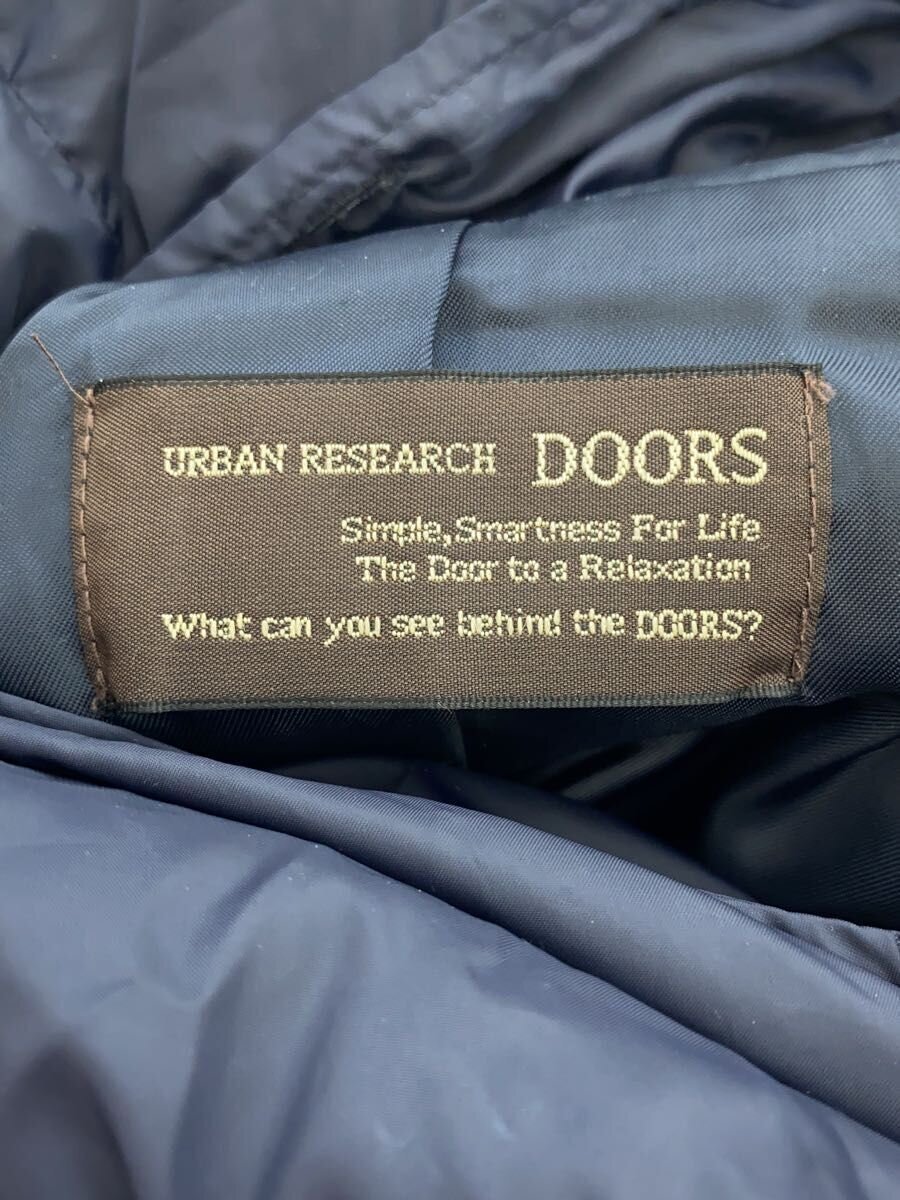 URBAN RESEARCH DOORS
Simple,Smartness For Life
The Door to a Relaxation
What can you see behind the DOORS?